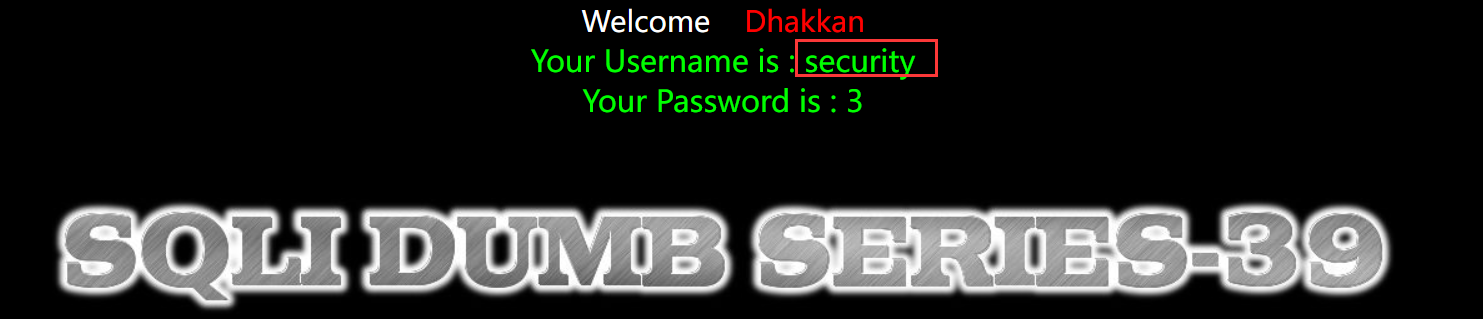 Welcome Dhakkan
Your Username is : security
Your Password is : 3
SQLI DUMB SERIES-39